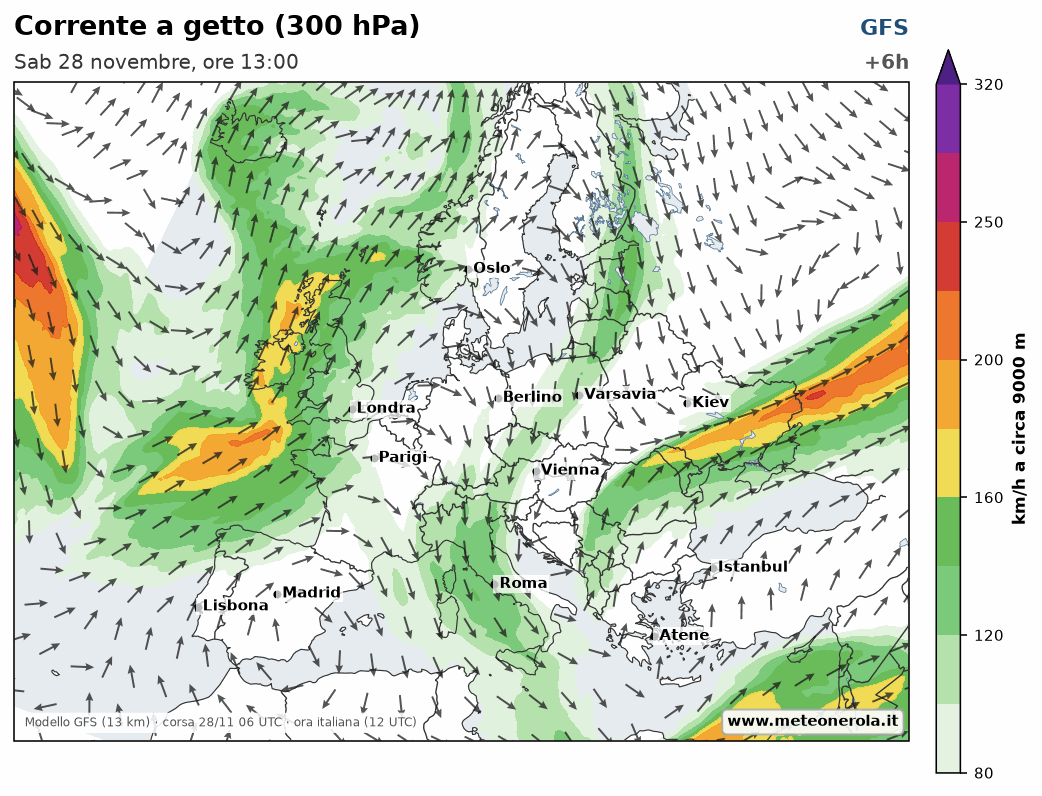 Corrente a getto (300 hPa)
GFS
Sab 28 novembre, ore 13:00
+6h
320
250
200
160
120
80
km/h a circa 9000 m
Oslo
Londra
Berlino
Varsavia
Kiev
Parigi
Vienna
Istanbul
Roma
Madrid
Lisbona
Atene
Modello GFS (13 km) · corsa 28/11 06 UTC · ora italiana (12 UTC)
www.meteonerola.it